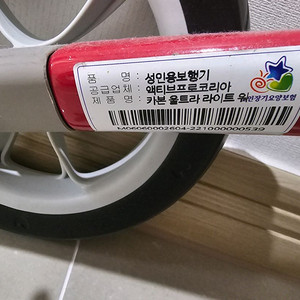 품 명 : 성인용보행기
공급업체 : 액티브프로코리아
제품명 : 카본 울트라 라이트 워
인장기요양보험
M06060002604-221000000539